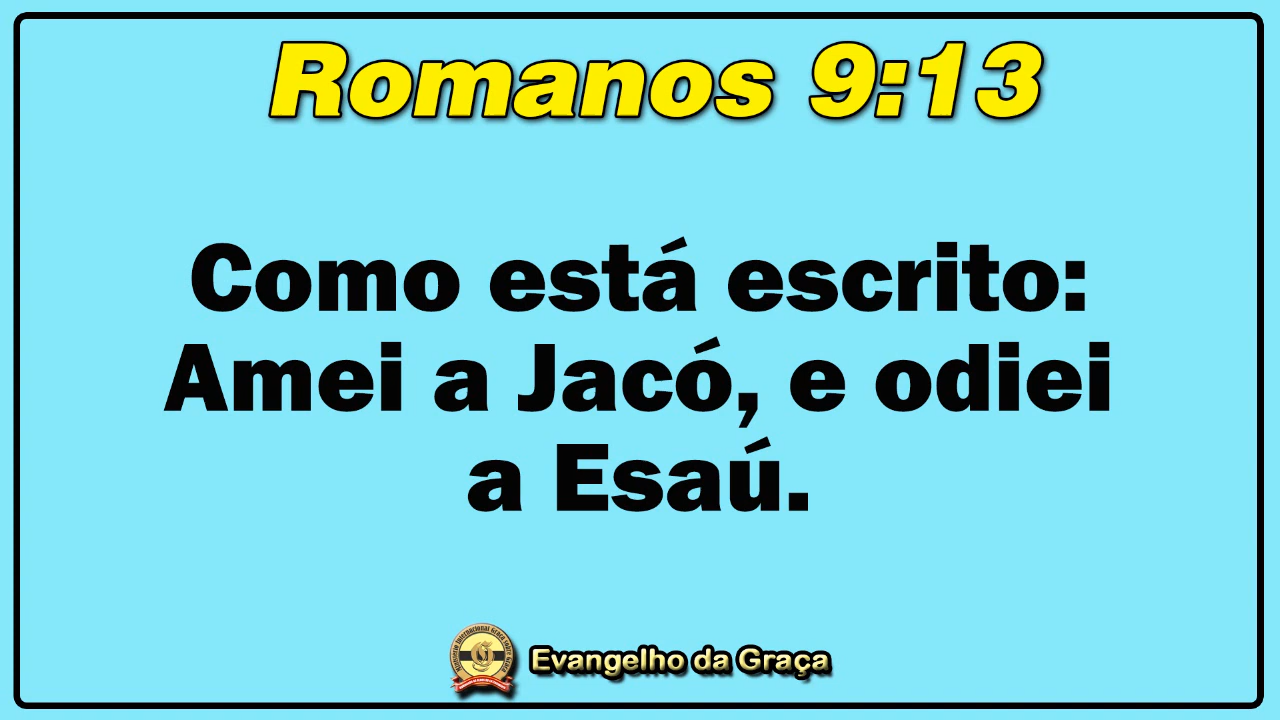 Romanos 9:13
Como está escrito:
Amei a Jacó, e odiei
a Esaú.
Evangelho da Graça